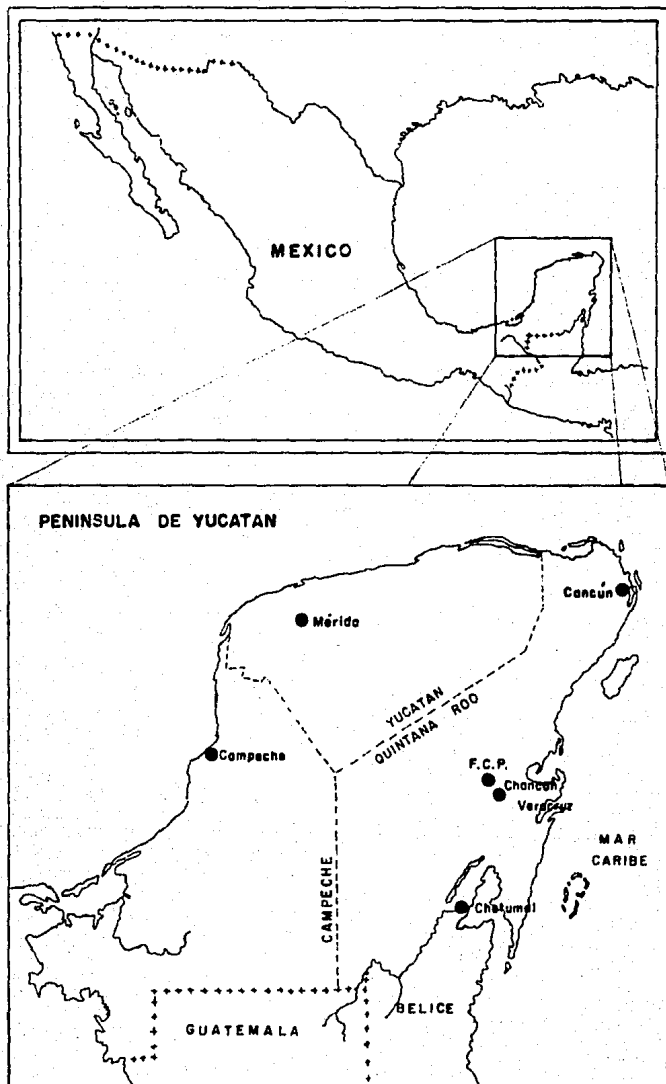 MEXICO
PENINSULA DE YUCATAN
Cancún
Mérida
YUCATAN
QUINTANA ROO
Campeche
F.C.P.
Chancah
Veracruz
MAR
CARIBE
CAMPECHE
Chetumal
BELICE
GUATEMALA